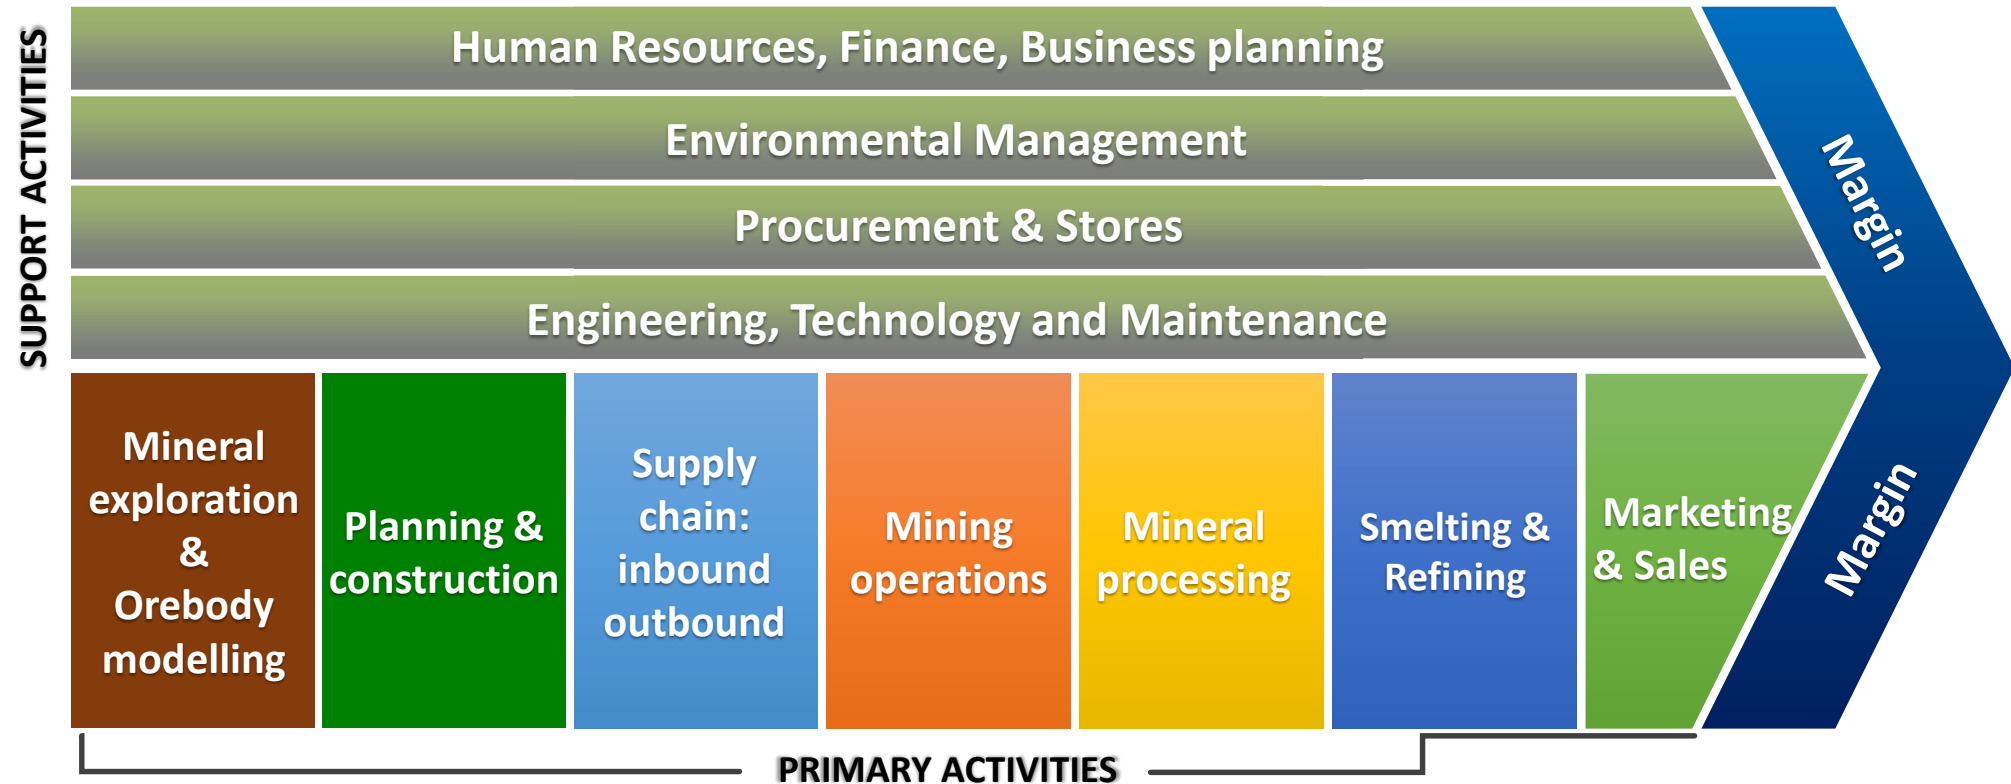 SUPPORT ACTIVITIES
Human Resources, Finance, Business planning
Environmental Management
Procurement & Stores
Engineering, Technology and Maintenance
Margin
Mineral
exploration
&
Orebody
modelling
Planning &
construction
Supply
chain:
inbound
outbound
Mining
operations
Mineral
processing
Smelting &
Refining
Marketing
& Sales
Margin
PRIMARY ACTIVITIES